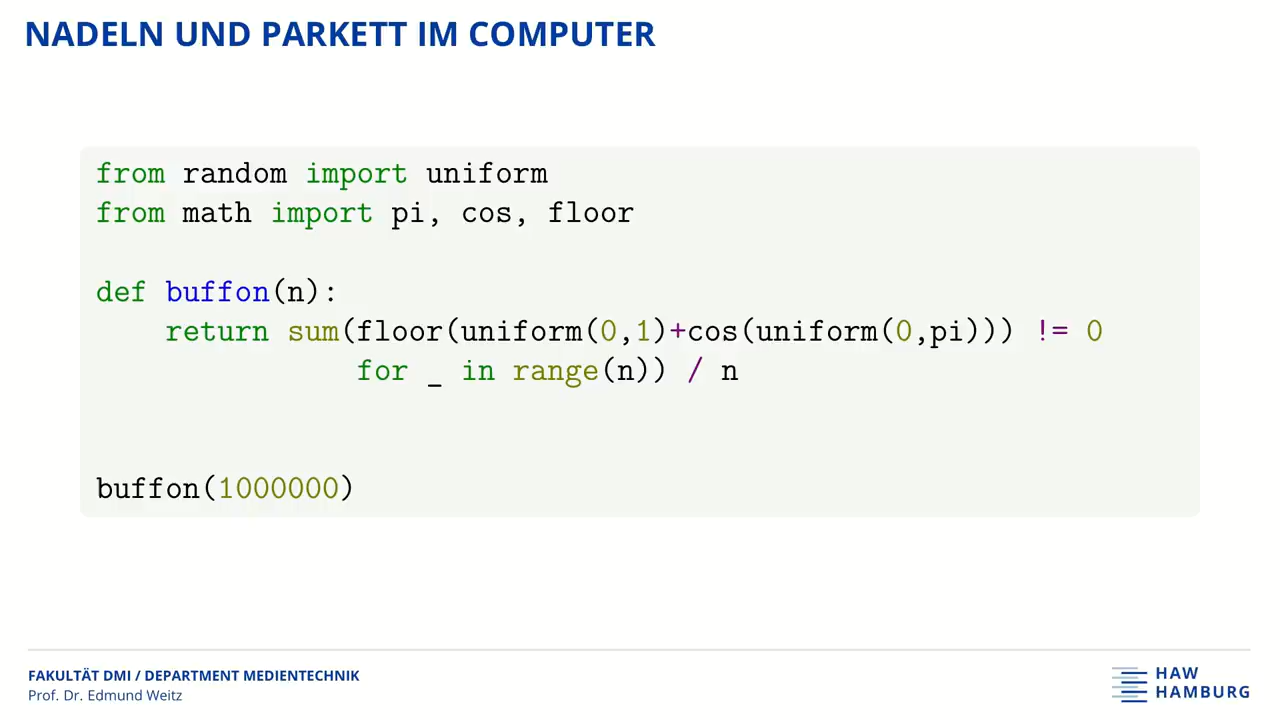 NADELN UND PARKETT IM COMPUTER
from random import uniform
from math import pi, cos, floor
def buffon(n):
return sum(floor(uniform(0,1)+cos(uniform(0,pi))) != 0
for _ in range(n)) / n
buffon(1000000)
FAKULTÄT DMI / DEPARTMENT MEDIENTECHNIK
Prof. Dr. Edmund Weitz
HAW
HAMBURG